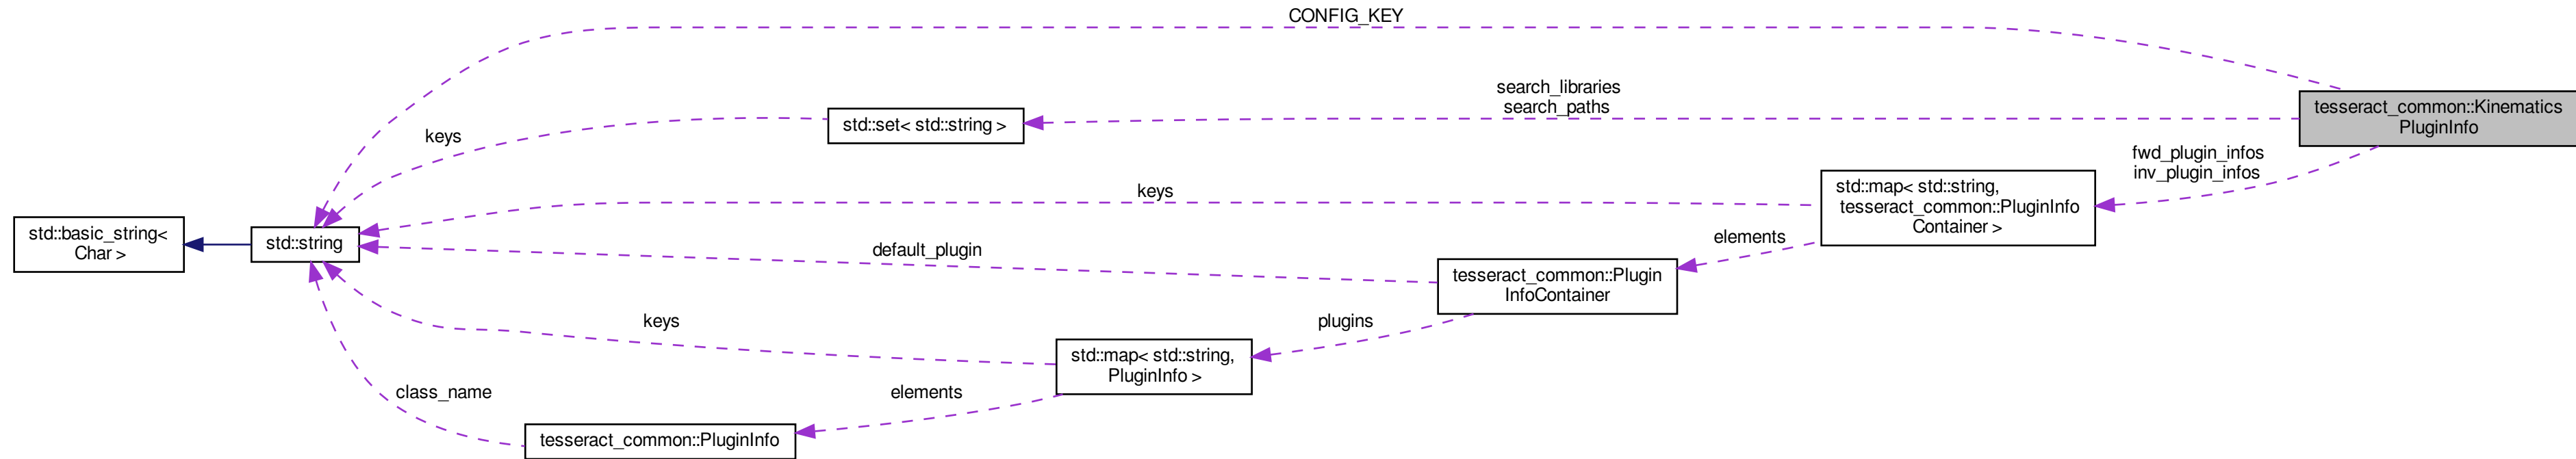 CONFIG_KEY
search_libraries
search_paths
tesseract_common::Kinematics
PluginInfo
std::set< std::string >
keys
fwd_plugin_infos
inv_plugin_infos
std::map< std::string,
tesseract_common::PluginInfo
Container >
keys
std::basic_string<
Char >
std::string
default_plugin
elements
tesseract_common::Plugin
InfoContainer
keys
plugins
std::map< std::string,
PluginInfo >
class_name
elements
tesseract_common::PluginInfo